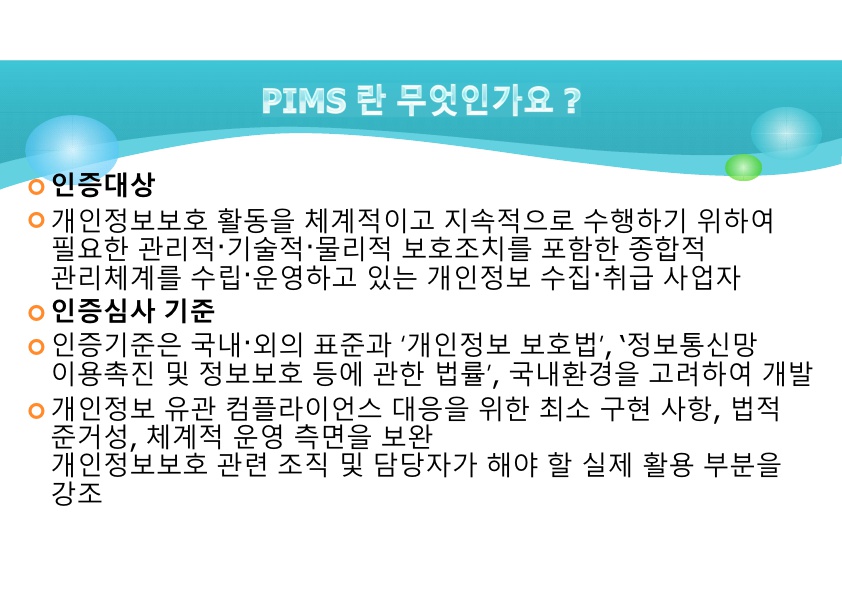 PIMS 란 무엇인가요 ?
인증대상
개인정보보호 활동을 체계적이고 지속적으로 수행하기 위하여
필요한 관리적·기술적·물리적 보호조치를 포함한 종합적
관리체계를 수립·운영하고 있는 개인정보 수집·취급 사업자
인증심사 기준
인증기준은 국내·외의 표준과 ‘개인정보 보호법’, ‘정보통신망
이용촉진 및 정보보호 등에 관한 법률’, 국내환경을 고려하여 개발
개인정보 유관 컴플라이언스 대응을 위한 최소 구현 사항, 법적
준거성, 체계적 운영 측면을 보완
개인정보보호 관련 조직 및 담당자가 해야 할 실제 활용 부분을
강조